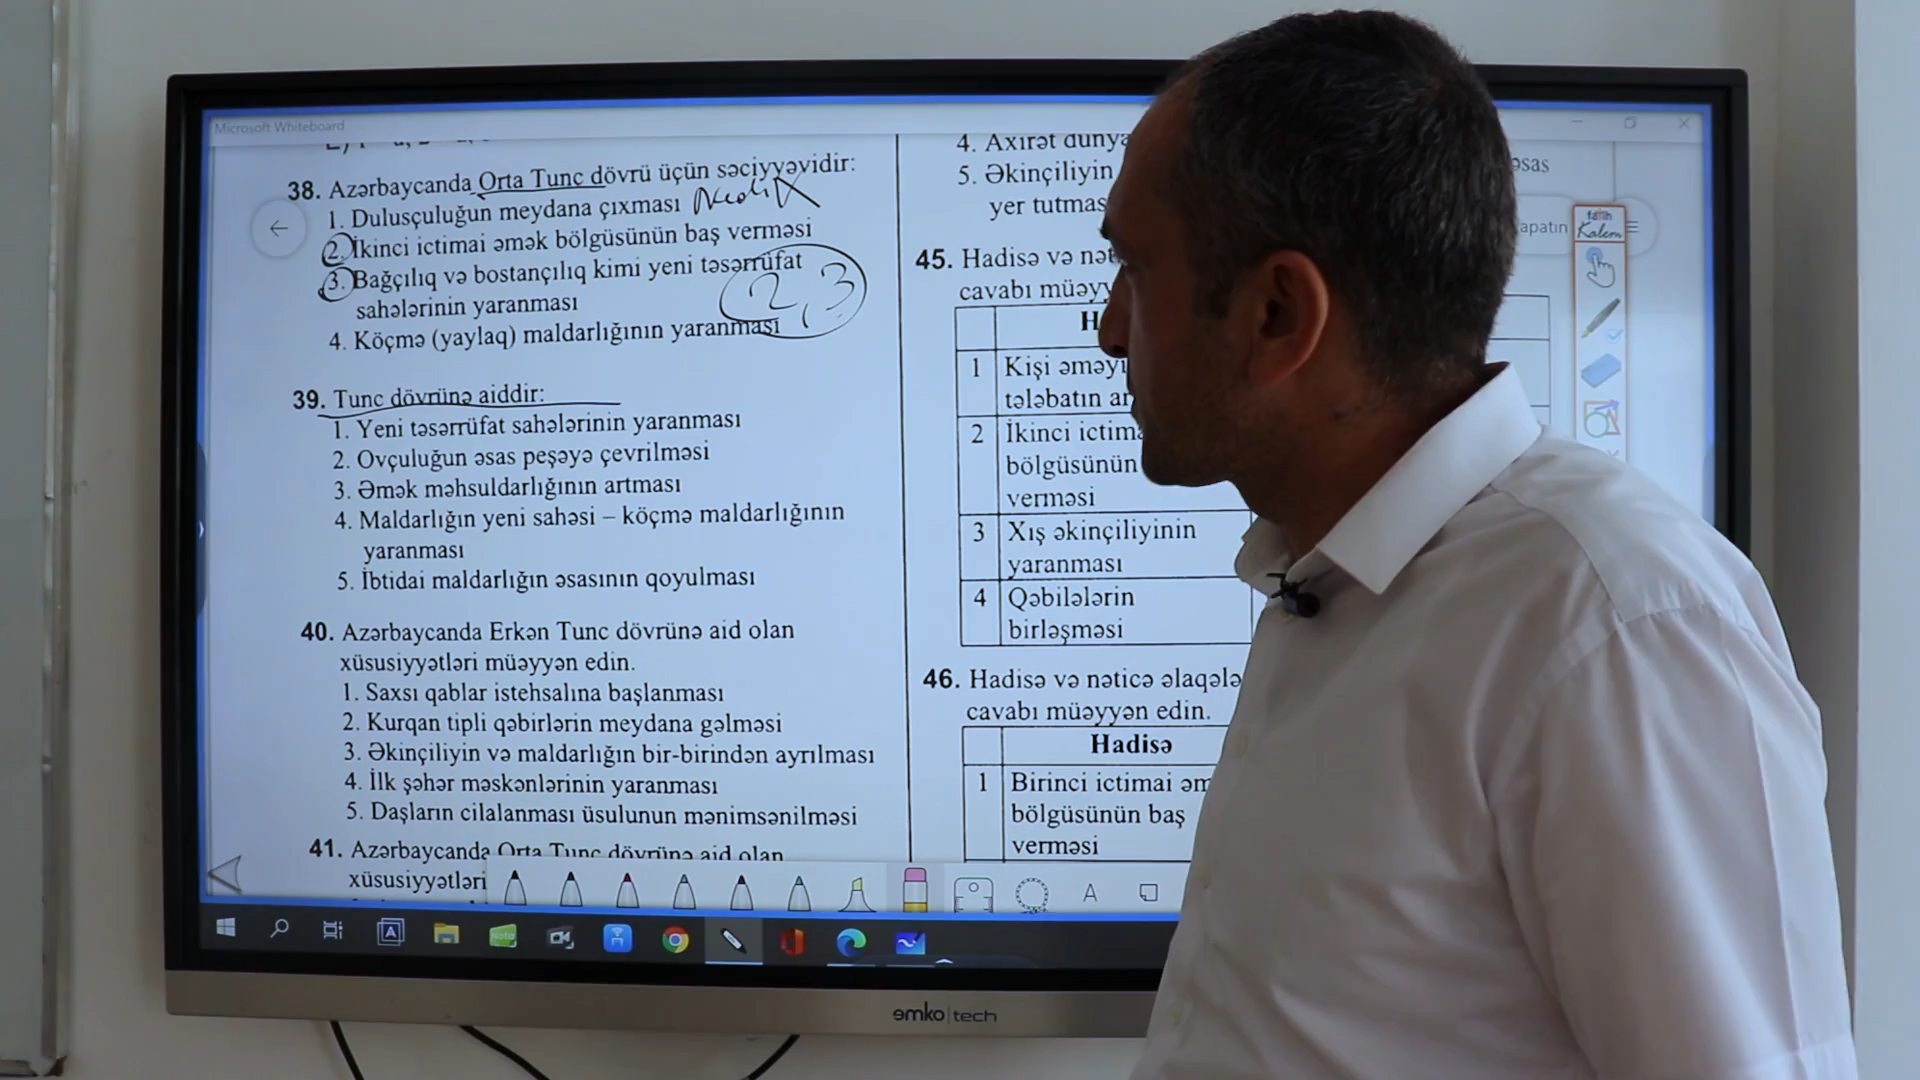 Microsoft Whiteboard
38. Azərbaycanda Orta Tunc dövrü üçün səciyyəvidir:
1. Dulusçuluğun meydana çıxması
2. İkinci ictimai əmək bölgüsünün baş verməsi
3. Bağçılıq və bostançılıq kimi yeni təsərrüfat
sahələrinin yaranması
2, 3
4. Köçmə (yaylaq) maldarlığının yaranması
39. Tunc dövrünə aiddir:
1. Yeni təsərrüfat sahələrinin yaranması
2. Ovçuluğun əsas peşəyə çevrilməsi
3. Əmək məhsuldarlığının artması
4. Maldarlığın yeni sahəsi – köçmə maldarlığının
yaranması
5. İbtidai maldarlığın əsasının qoyulması
40. Azərbaycanda Erkən Tunc dövrünə aid olan
xüsusiyyətləri müəyyən edin.
1. Saxsı qablar istehsalına başlanması
2. Kurqan tipli qəbirlərin meydana gəlməsi
3. Əkinçiliyin və maldarlığın bir-birindən ayrılması
4. İlk şəhər məskənlərinin yaranması
5. Daşların cilalanması üsulunun mənimsənilməsi
41. Azərbaycanda Orta Tunc dövrünə aid olan
xüsusiyyətləri
4. Axirət dünya
5. Əkinçiliyin
əsas
yer tutmas
apatın
fatih
Kalem
45. Hadisə və nət
cavabı müəyy
H
1 Kişi əməyi
tələbatın ar
2 İkinci ictima
bölgüsünün
verməsi
3 Xış əkinçiliyinin
yaranması
4 Qəbilələrin
birləşməsi
46. Hadisə və nəticə əlaqələ
cavabı müəyyən edin.
Hadisə
1 Birinci ictimai əm
bölgüsünün baş
verməsi
A
A
Note
emko | tech